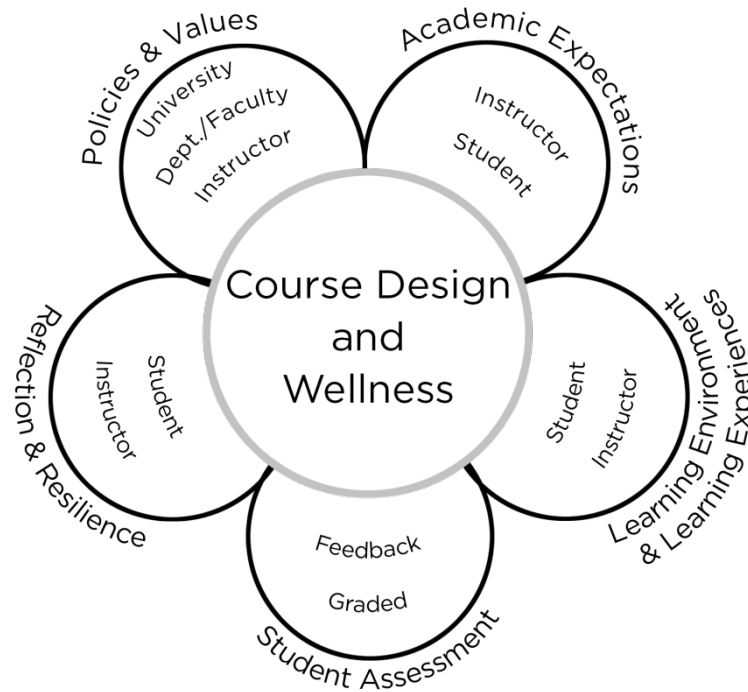 Policies & Values
University
Dept./Faculty
Instructor
Academic Expectations
Instructor
Student
Course Design
and
Wellness
Learning Environment
& Learning Experiences
Student
Instructor
Student Assessment
Feedback
Graded
Reflection & Resilience
Student
Instructor